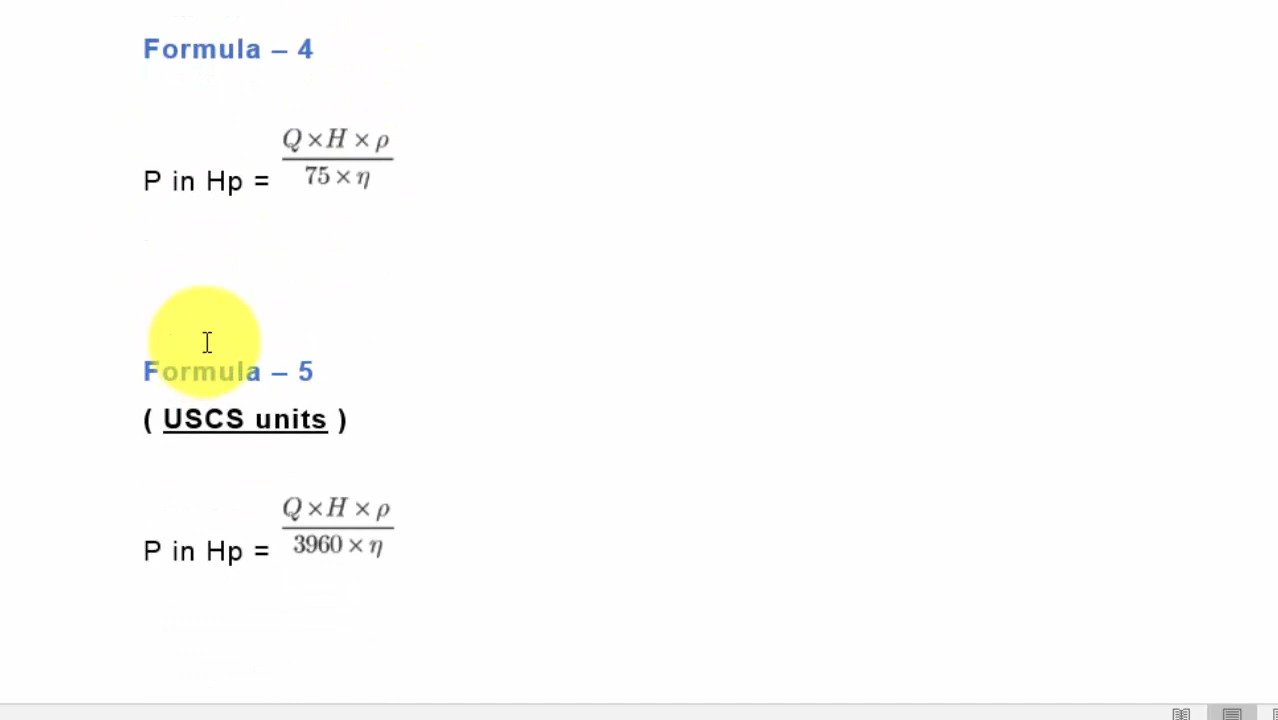 Formula – 4
P in Hp = Q × H × ρ / 75 × η
Formula – 5
( USCS units )
P in Hp = Q × H × ρ / 3960 × η